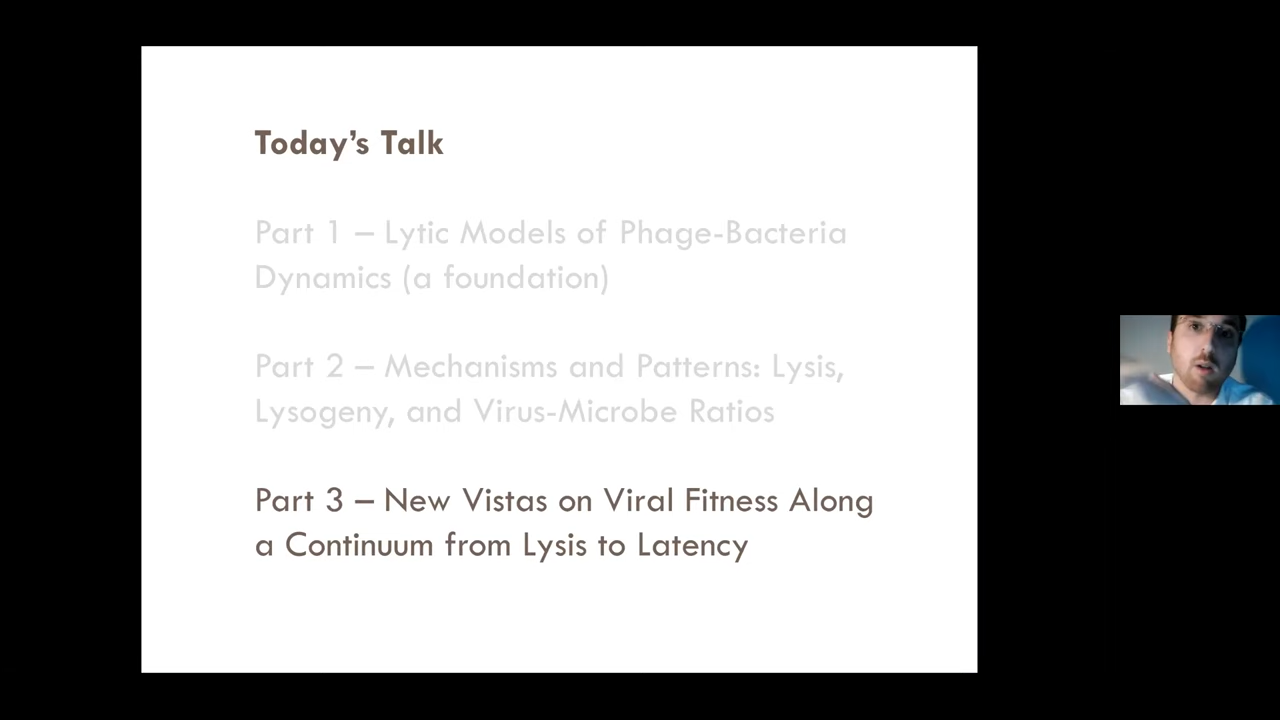 Today’s Talk
Part 1 – Lytic Models of Phage-Bacteria
Dynamics (a foundation)
Part 2 – Mechanisms and Patterns: Lysis,
Lysogeny, and Virus-Microbe Ratios
Part 3 – New Vistas on Viral Fitness Along
a Continuum from Lysis to Latency